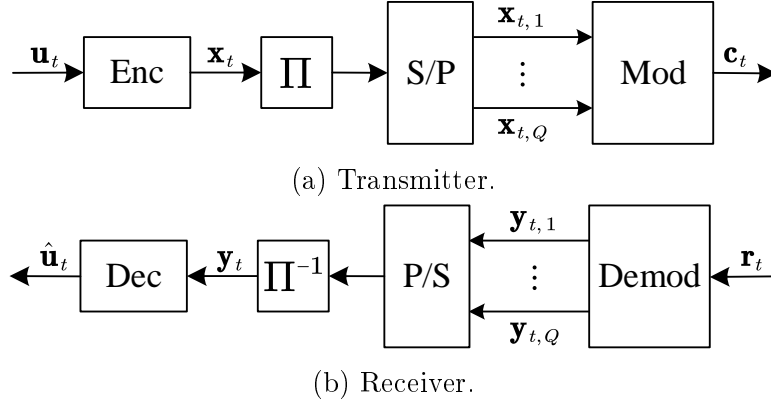 u_t Enc x_t Π S/P x_{t,1} ⋮ x_{t,Q} Mod c_t
(a) Transmitter.
û_t Dec y_t Π^{-1} P/S y_{t,1} ⋮ y_{t,Q} Demod r_t
(b) Receiver.